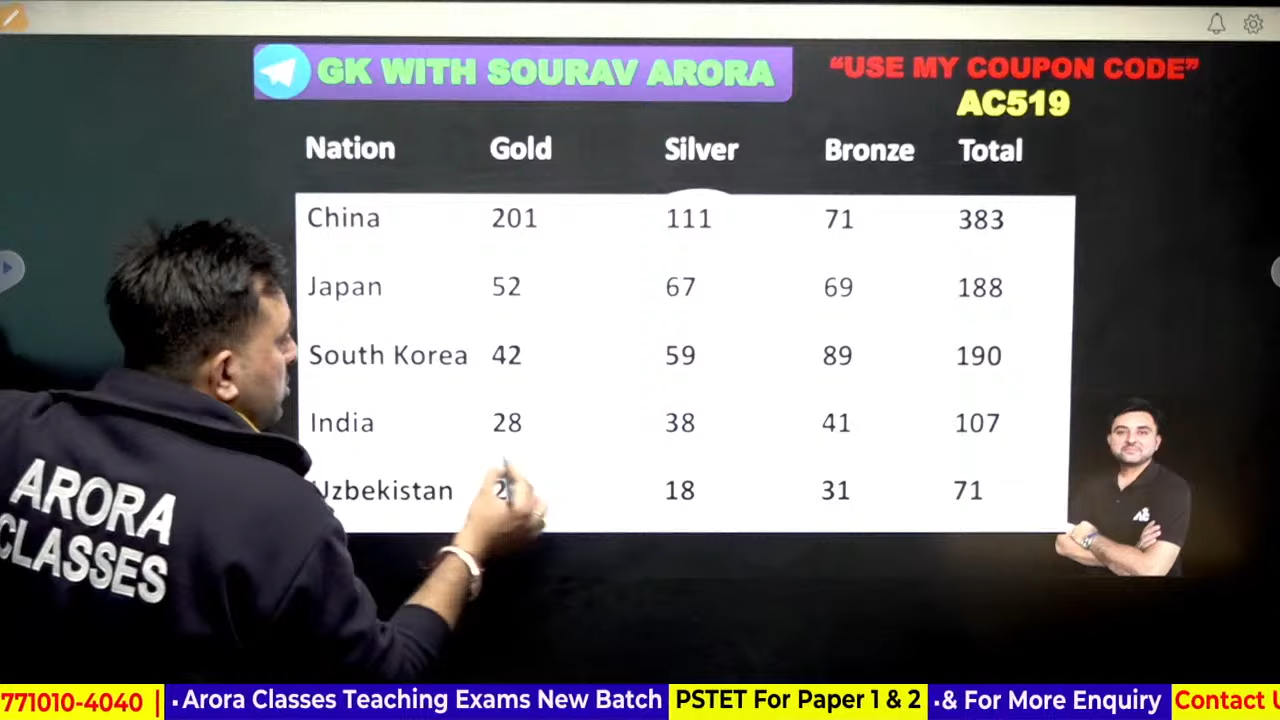 GK WITH SOURAV ARORA
“USE MY COUPON CODE”
AC519
Nation Gold Silver Bronze Total
China 201 111 71 383
Japan 52 67 69 188
South Korea 42 59 89 190
India 28 38 41 107
Uzbekistan 18 31 71
ARORA
CLASSES
771010-4040 | • Arora Classes Teaching Exams New Batch PSTET For Paper 1 & 2 •& For More Enquiry Contact